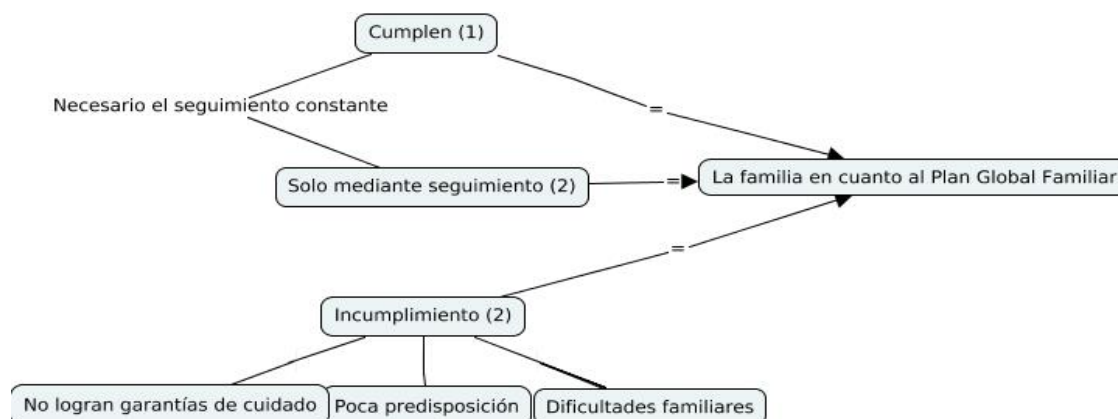 Cumplen (1)
Necesario el seguimiento constante
=
Solo mediante seguimiento (2)
=
La familia en cuanto al Plan Global Familiar
=
Incumplimiento (2)
No logran garantías de cuidado
Poca predisposición
Dificultades familiares